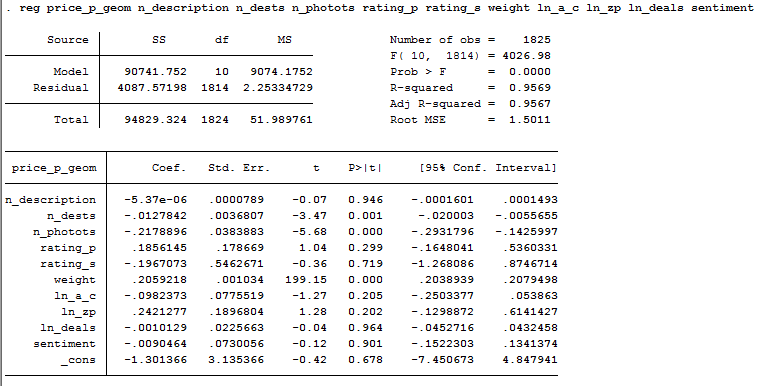 . reg price_p_geom n_description n_dests n_photots rating_p rating_s weight ln_a_c ln_zp ln_deals sentiment
Source SS df MS Number of obs = 1825
F( 10, 1814) = 4026.98
Model 90741.752 10 9074.1752 Prob > F = 0.0000
Residual 4087.57198 1814 2.25334729 R-squared = 0.9569
Adj R-squared = 0.9567
Total 94829.324 1824 51.989761 Root MSE = 1.5011
price_p_geom Coef. Std. Err. t P>|t| [95% Conf. Interval]
n_description -5.37e-06 .0000789 -0.07 0.946 -.0001601 .0001493
n_dests -.0127842 .0036807 -3.47 0.001 -.020003 -.0055655
n_photots -.2178896 .0383883 -5.68 0.000 -.2931796 -.1425997
rating_p .1856145 .178669 1.04 0.299 -.1648041 .5360331
rating_s -.1967073 .5462671 -0.36 0.719 -1.268086 .8746714
weight .2059218 .001034 199.15 0.000 .2038939 .2079498
ln_a_c -.0982373 .0775519 -1.27 0.205 -.2503377 .053863
ln_zp .2421277 .1896804 1.28 0.202 -.1298872 .6141427
ln_deals -.0010129 .0225663 -0.04 0.964 -.0452716 .0432458
sentiment -.0090464 .0730056 -0.12 0.901 -.1522303 .1341374
_cons -1.301366 3.135366 -0.42 0.678 -7.450673 4.847941